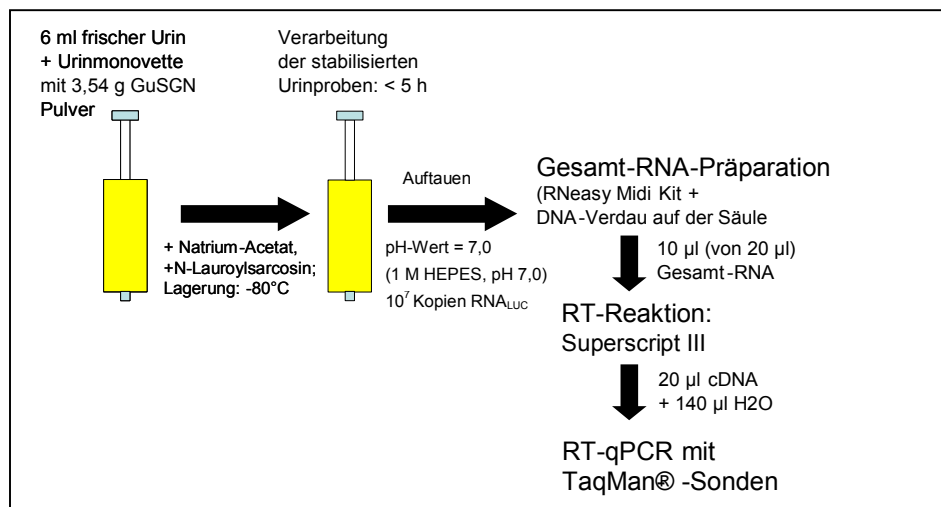 6 ml frischer Urin
+ Urinmonovette
mit 3,54 g GuSGN
Pulver
Verarbeitung
der stabilisierten
Urinproben: < 5 h
+ Natrium-Acetat,
+N-Lauroylsarcosin;
Lagerung: -80°C
Auftauen
pH-Wert = 7,0
(1 M HEPES, pH 7,0)
10⁷ Kopien RNA_LUC
Gesamt-RNA-Präparation
(RNeasy Midi Kit +
DNA-Verdau auf der Säule
10 µl (von 20 µl)
Gesamt-RNA
RT-Reaktion:
Superscript III
20 µl cDNA
+ 140 µl H2O
RT-qPCR mit
TaqMan® -Sonden